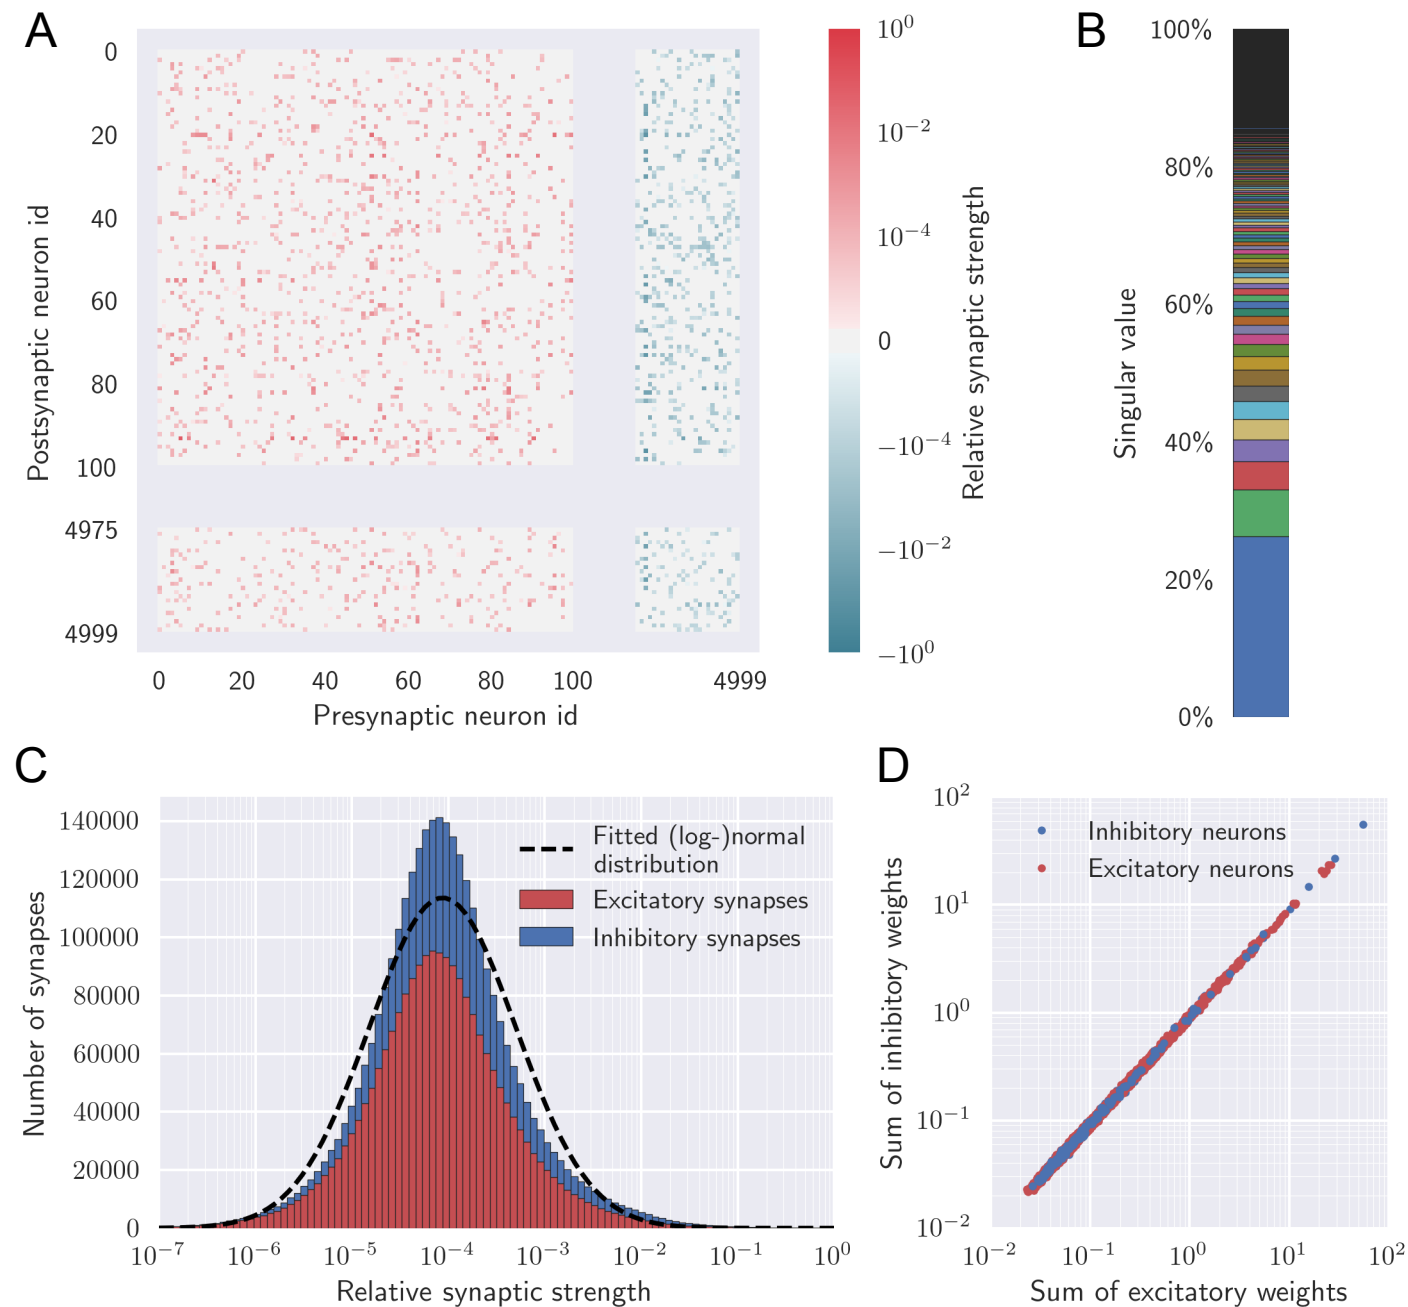 A
0
20
40
60
80
100
4975
4999
Postsynaptic neuron id
0 20 40 60 80 100 4999
Presynaptic neuron id
10^0
10^−2
10^−4
0
−10^−4
−10^−2
−10^0
Relative synaptic strength
B
100%
80%
60%
40%
20%
0%
Singular value
C
140000
120000
100000
80000
60000
40000
20000
0
Number of synapses
Fitted (log-)normal
distribution
Excitatory synapses
Inhibitory synapses
10^−7 10^−6 10^−5 10^−4 10^−3 10^−2 10^−1 10^0
Relative synaptic strength
D
10^2
10^1
10^0
10^−1
10^−2
Sum of inhibitory weights
Inhibitory neurons
Excitatory neurons
10^−2 10^−1 10^0 10^1 10^2
Sum of excitatory weights